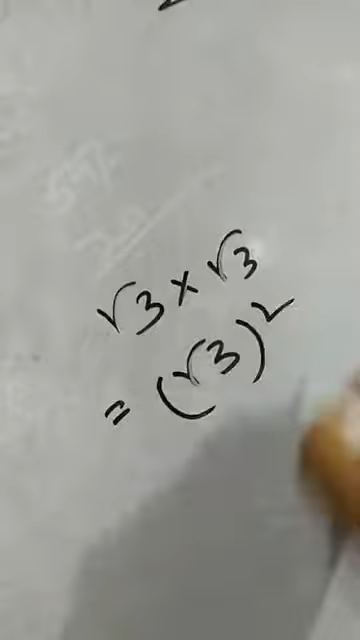 √3 × √3
= (√3)²